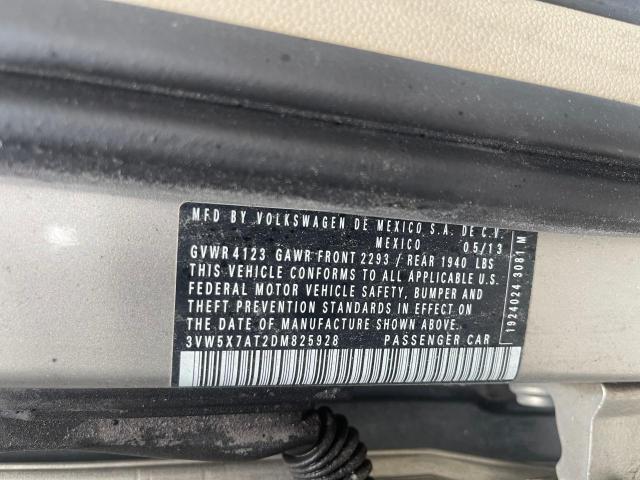 MFD BY VOLKSWAGEN DE MEXICO S.A. DE C.V.
MEXICO 05/13
GVWR 4123 GAWR FRONT 2293 / REAR 1940 LBS
THIS VEHICLE CONFORMS TO ALL APPLICABLE U.S.
FEDERAL MOTOR VEHICLE SAFETY, BUMPER AND
THEFT PREVENTION STANDARDS IN EFFECT
ON THE DATE OF MANUFACTURE SHOWN ABOVE.
3VW5X7AT2DM825928 PASSENGER CAR
1924024 3081 M